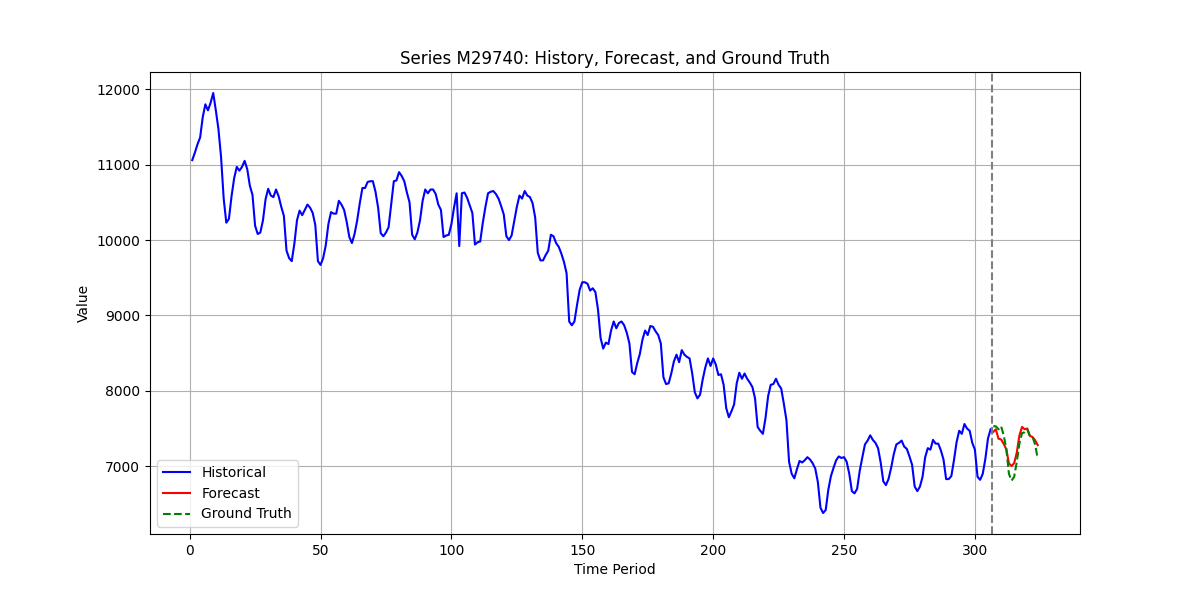 Series M29740: History, Forecast, and Ground Truth
Value
12000
11000
10000
9000
8000
7000
Historical
Forecast
Ground Truth
0 50 100 150 200 250 300
Time Period